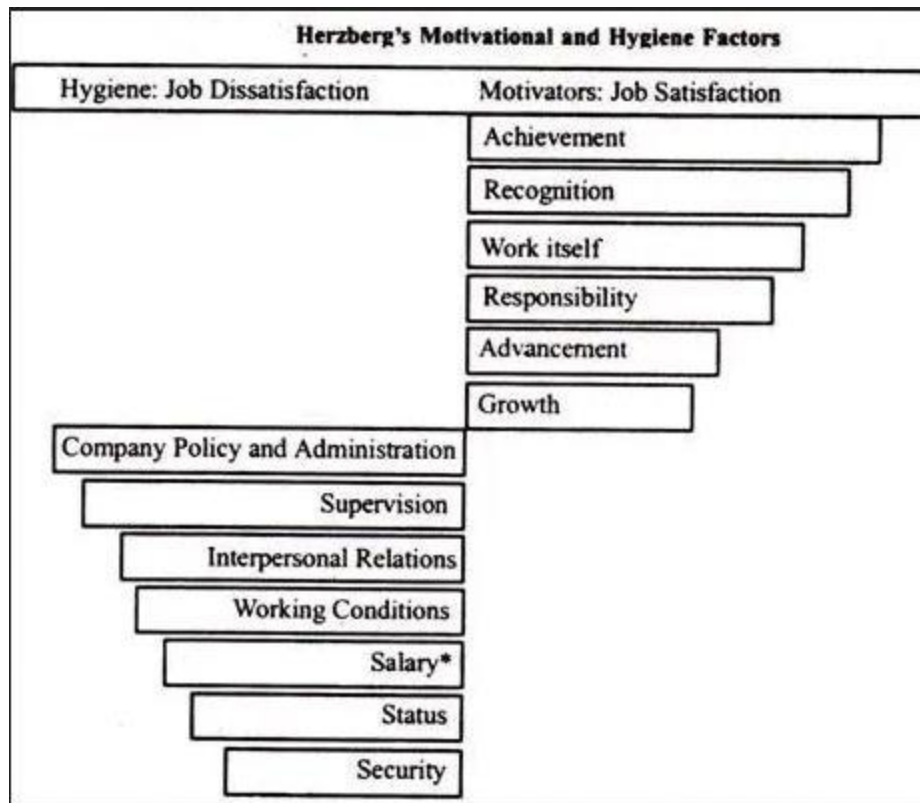 Herzberg's Motivational and Hygiene Factors
Hygiene: Job Dissatisfaction
Motivators: Job Satisfaction
Achievement
Recognition
Work itself
Responsibility
Advancement
Growth
Company Policy and Administration
Supervision
Interpersonal Relations
Working Conditions
Salary*
Status
Security